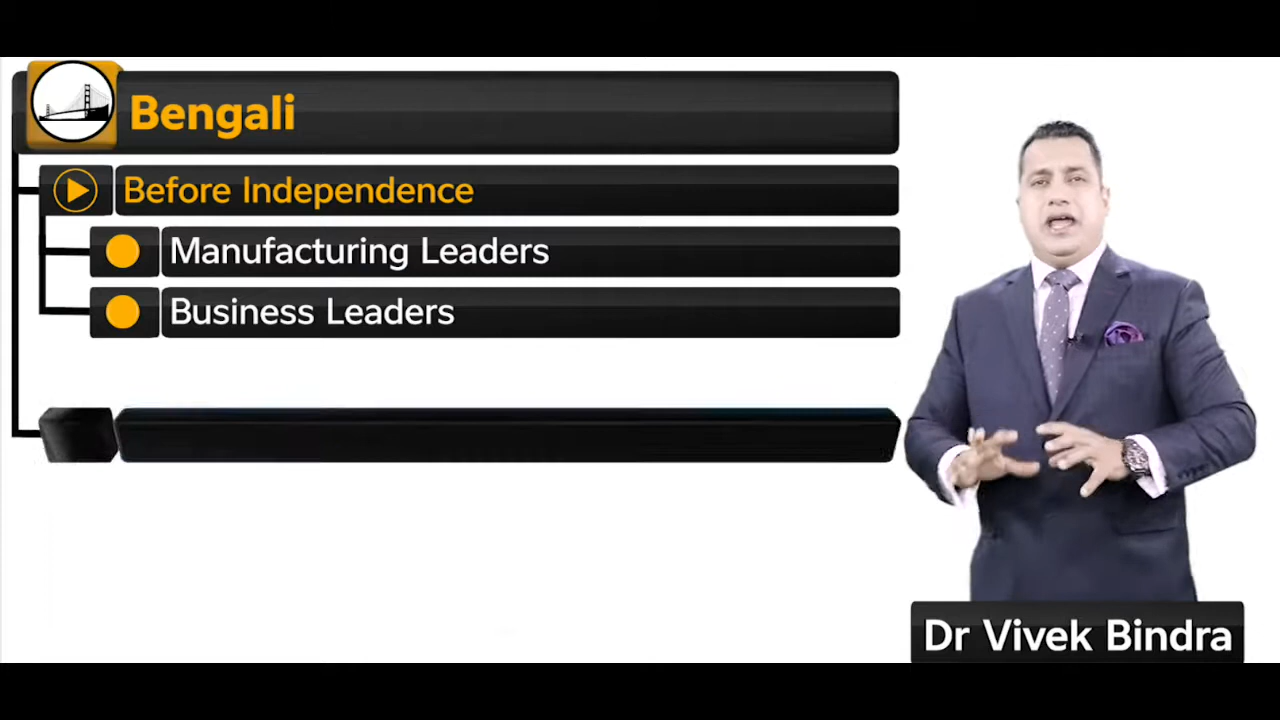 Bengali
Before Independence
Manufacturing Leaders
Business Leaders
Dr Vivek Bindra